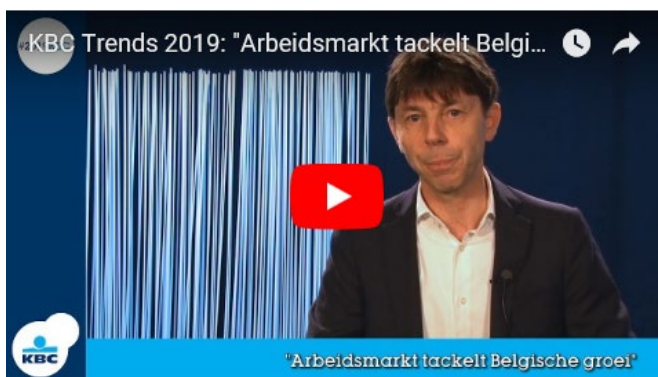 KBC Trends 2019: "Arbeidsmarkt tackelt Belgi...
KBC
"Arbeidsmarkt tackelt Belgische groei"